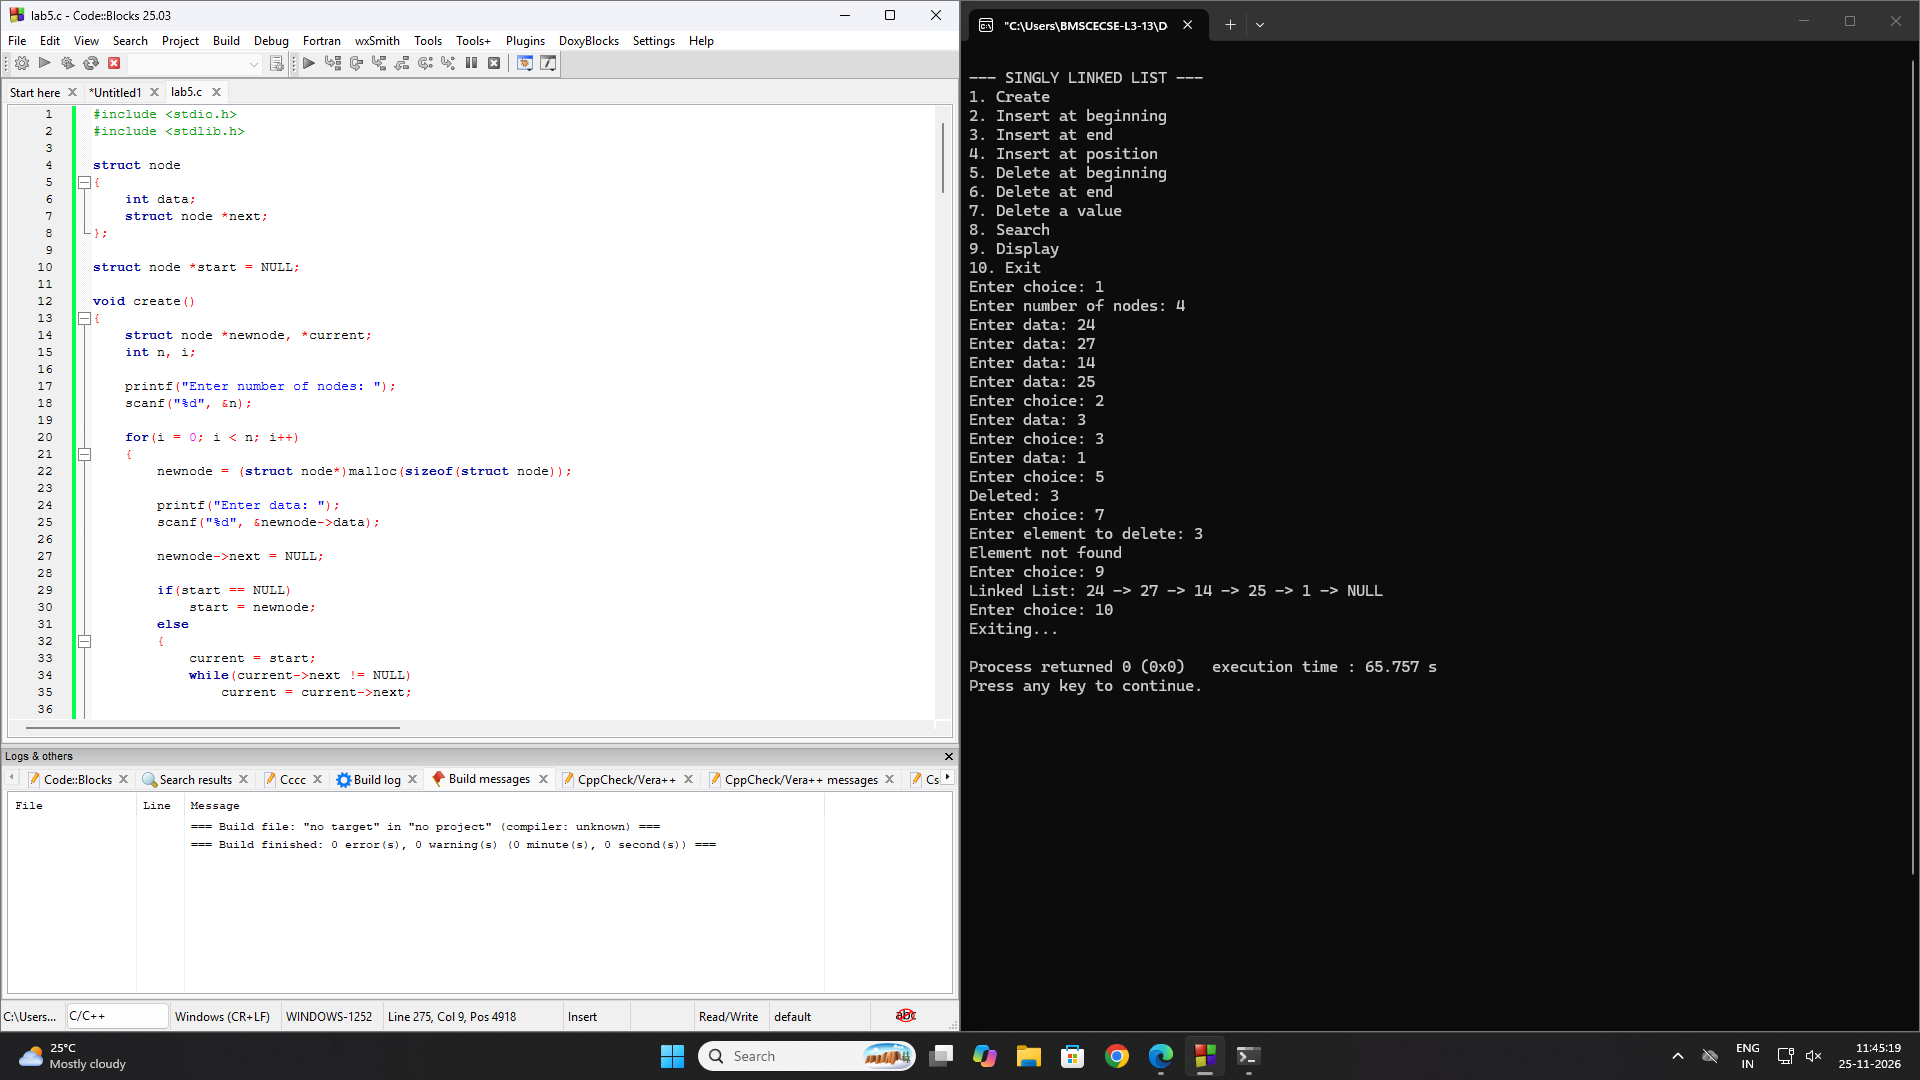 lab5.c - Code::Blocks 25.03
File Edit View Search Project Build Debug Fortran wxSmith Tools Tools+ Plugins DoxyBlocks Settings Help
Start here *Untitled1 lab5.c
1 #include <stdio.h>
2 #include <stdlib.h>
3
4 struct node
5 {
6 int data;
7 struct node *next;
8 };
9
10 struct node *start = NULL;
11
12 void create()
13 {
14 struct node *newnode, *current;
15 int n, i;
16
17 printf("Enter number of nodes: ");
18 scanf("%d", &n);
19
20 for(i = 0; i < n; i++)
21 {
22 newnode = (struct node*)malloc(sizeof(struct node));
23
24 printf("Enter data: ");
25 scanf("%d", &newnode->data);
26
27 newnode->next = NULL;
28
29 if(start == NULL)
30 start = newnode;
31 else
32 {
33 current = start;
34 while(current->next != NULL)
35 current = current->next;
36
Logs & others
Code::Blocks Search results Cccc Build log Build messages CppCheck/Vera++ CppCheck/Vera++ messages Cs
File Line Message
=== Build file: "no target" in "no project" (compiler: unknown) ===
=== Build finished: 0 error(s), 0 warning(s) (0 minute(s), 0 second(s)) ===
C:\Users... C/C++ Windows (CR+LF) WINDOWS-1252 Line 275, Col 9, Pos 4918 Insert Read/Write default abc
"C:\Users\BMSCECSE-L3-13\D
--- SINGLY LINKED LIST ---
1. Create
2. Insert at beginning
3. Insert at end
4. Insert at position
5. Delete at beginning
6. Delete at end
7. Delete a value
8. Search
9. Display
10. Exit
Enter choice: 1
Enter number of nodes: 4
Enter data: 24
Enter data: 27
Enter data: 14
Enter data: 25
Enter choice: 2
Enter data: 3
Enter choice: 3
Enter data: 1
Enter choice: 5
Deleted: 3
Enter choice: 7
Enter element to delete: 3
Element not found
Enter choice: 9
Linked List: 24 -> 27 -> 14 -> 25 -> 1 -> NULL
Enter choice: 10
Exiting...
Process returned 0 (0x0) execution time : 65.757 s
Press any key to continue.
25°C
Mostly cloudy
Search
ENG
IN
11:45:19
25-11-2026